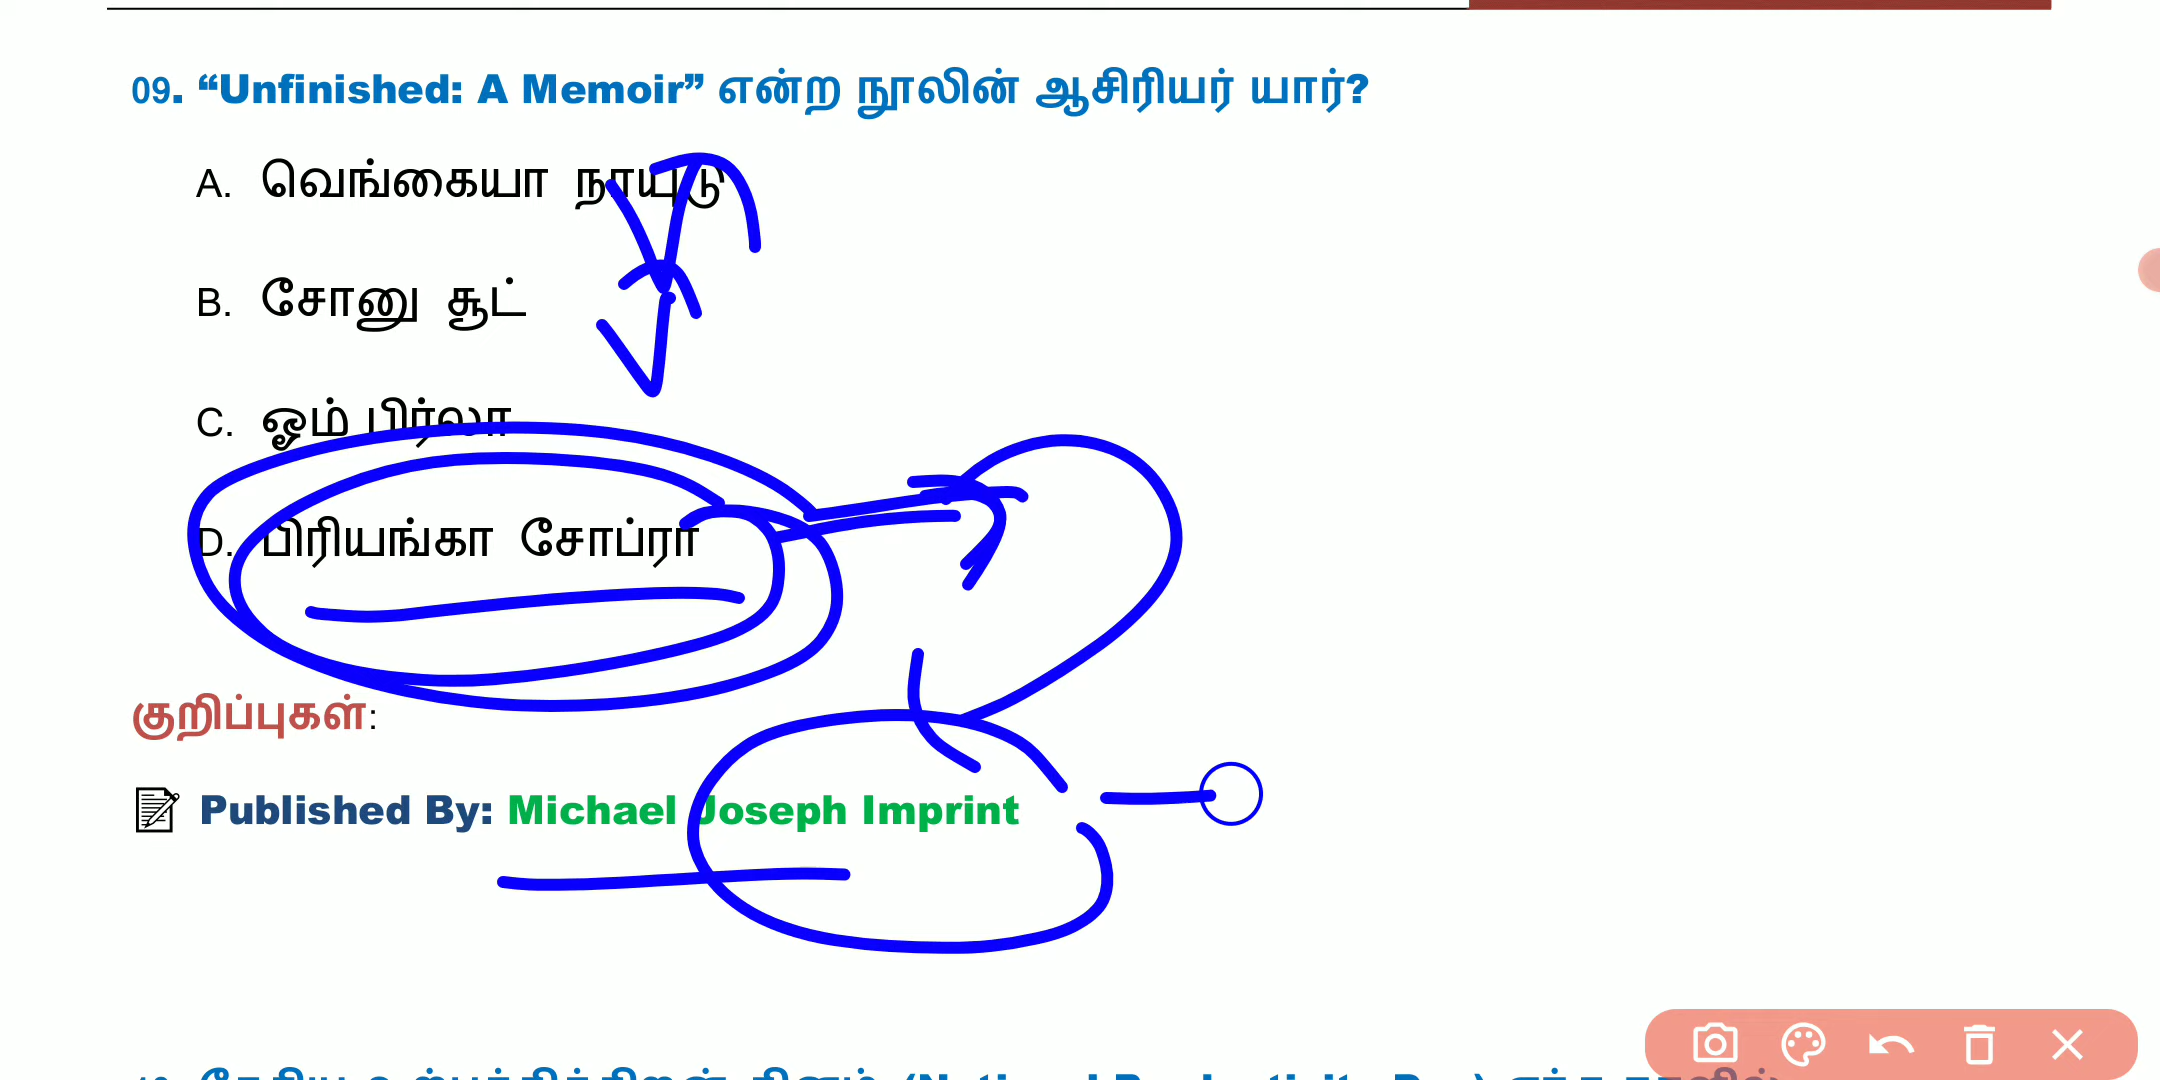 09. “Unfinished: A Memoir” என்ற நூலின் ஆசிரியர் யார்?
A. வெங்கையா நாயுடு
B. சோனு சூட்
C. ஓம் பிர்லா
D. பிரியங்கா சோப்ரா
குறிப்புகள்:
Published By: Michael Joseph Imprint